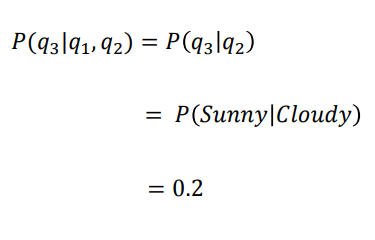 P(q₃|q₁, q₂) = P(q₃|q₂)
= P(Sunny|Cloudy)
= 0.2